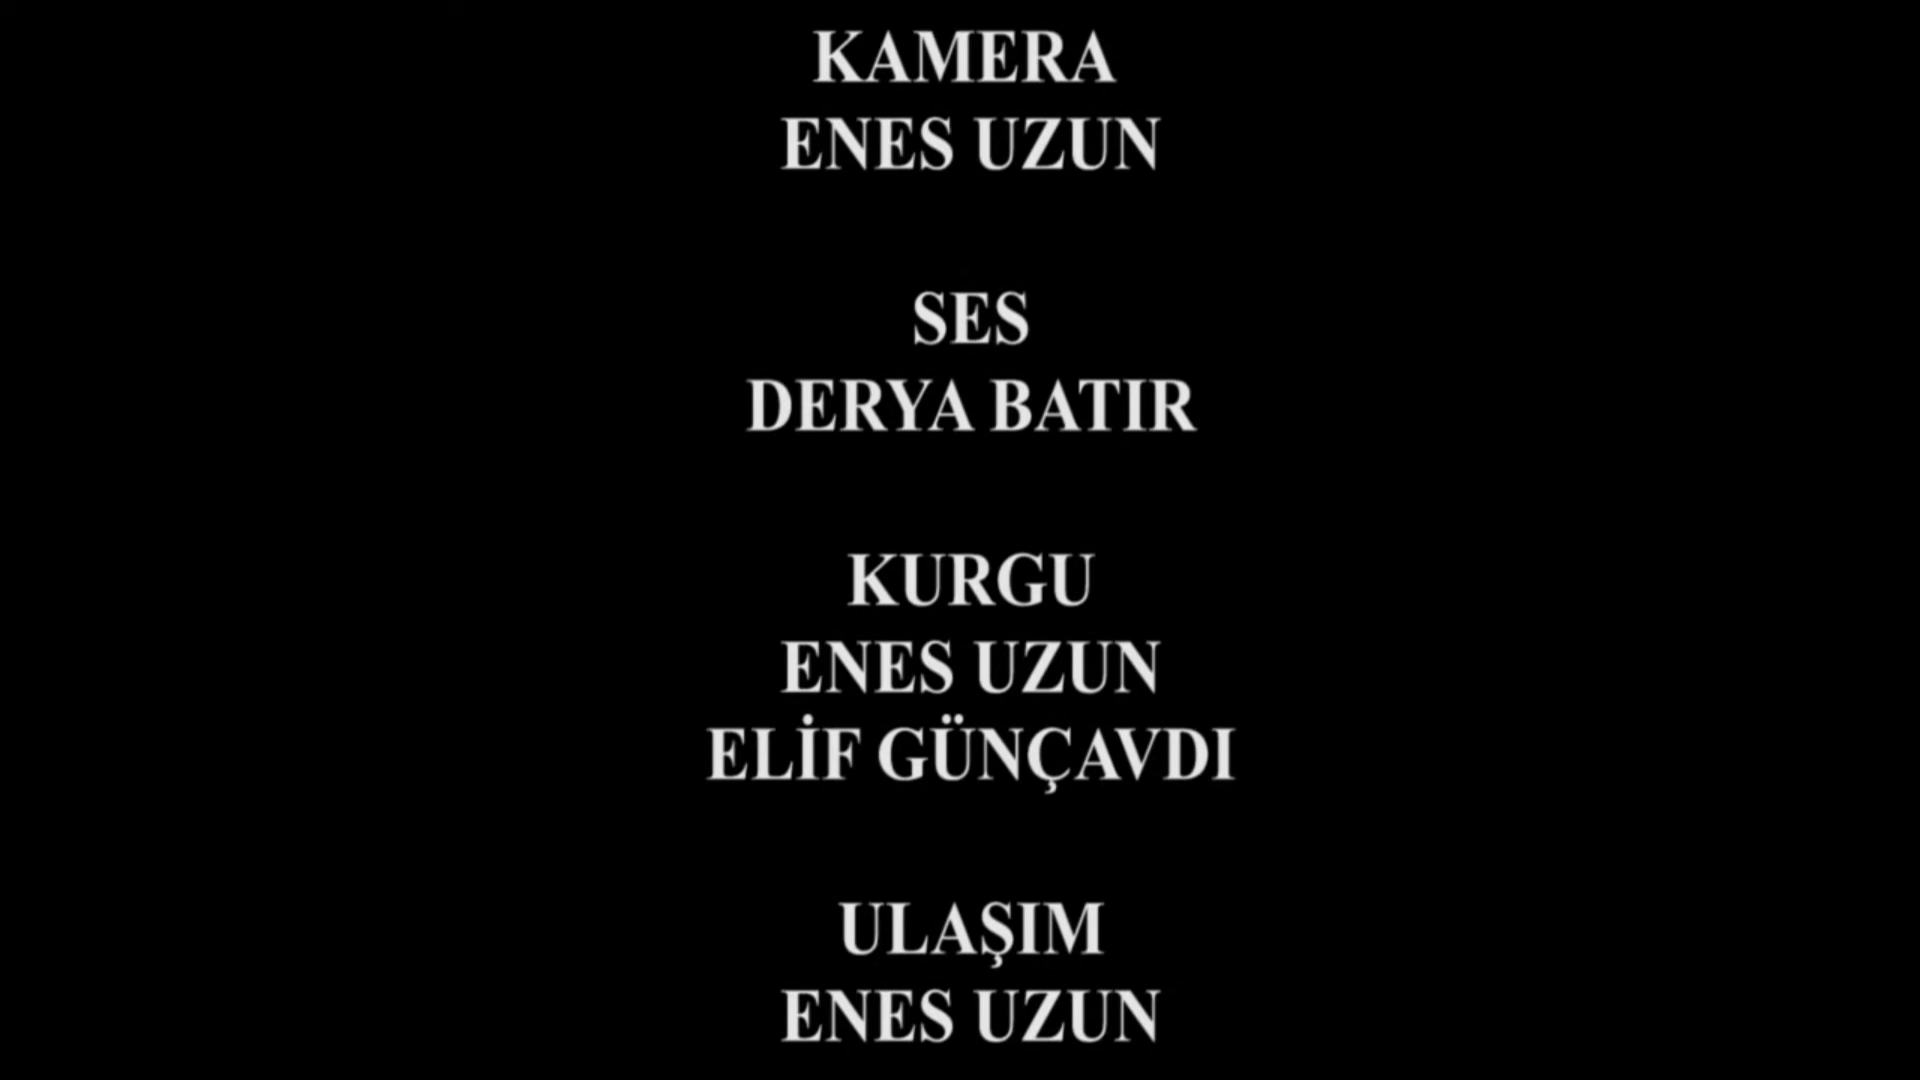 KAMERA
ENES UZUN
SES
DERYA BATIR
KURGU
ENES UZUN
ELİF GÜNÇAVDI
ULAŞIM
ENES UZUN